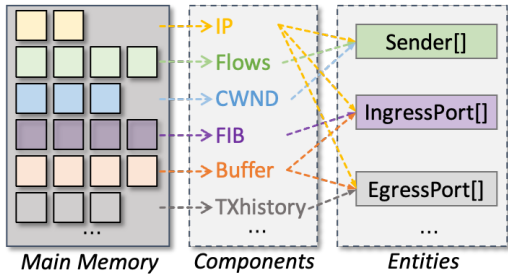 IP
Flows
CWND
FIB
Buffer
TXhistory
...
...
Sender[]
IngressPort[]
EgressPort[]
...
Main Memory
Components
Entities